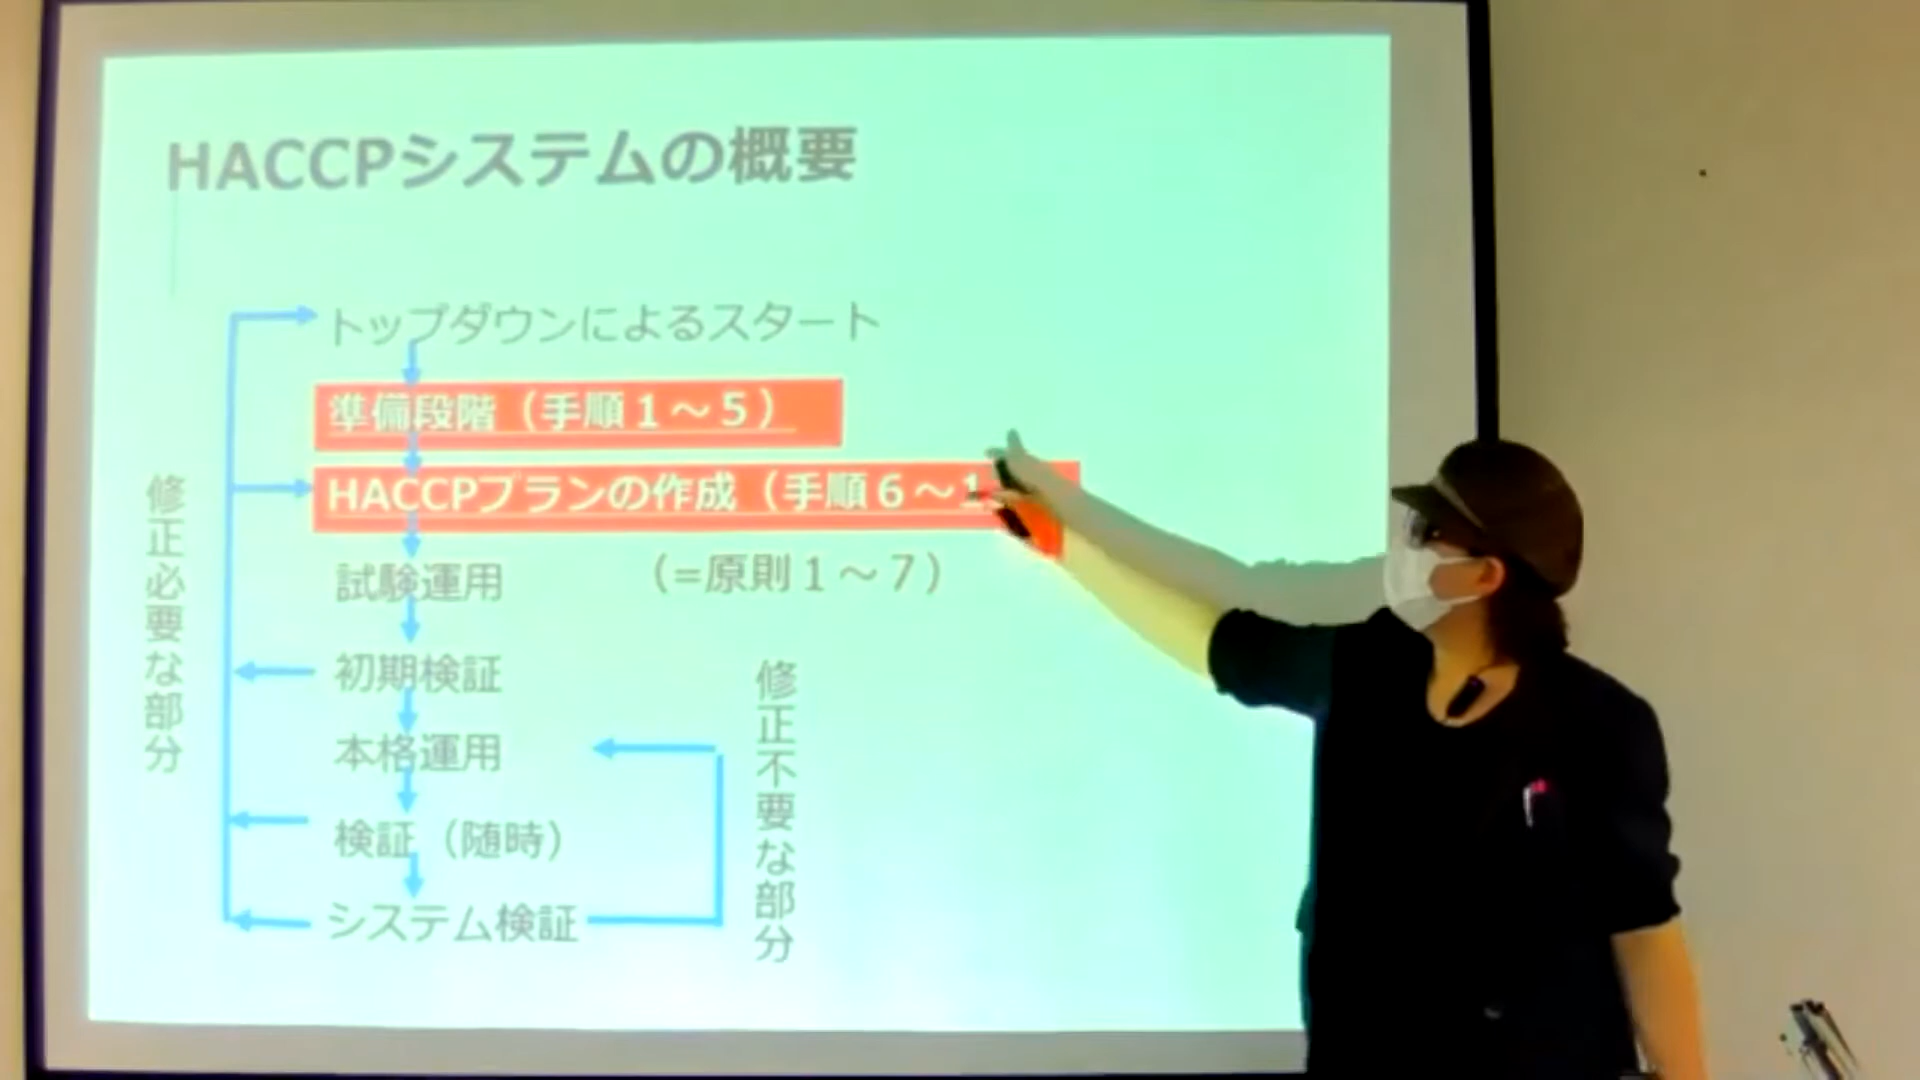 HACCPシステムの概要
トップダウンによるスタート
準備段階（手順１～５）
HACCPプランの作成（手順６～１
試験運用
（=原則１～７）
初期検証
本格運用
検証（随時）
システム検証
修正必要な部分
修正不要な部分